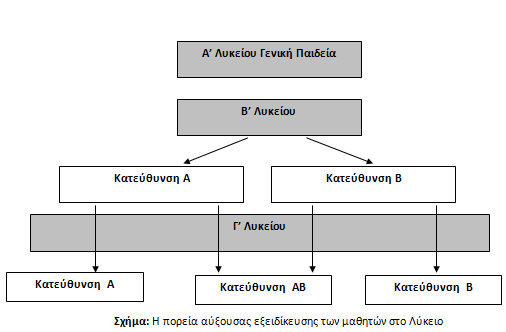 Α’ Λυκείου Γενική Παιδεία
Β’ Λυκείου
Κατεύθυνση Α
Κατεύθυνση Β
Γ’ Λυκείου
Κατεύθυνση Α
Κατεύθυνση ΑΒ
Κατεύθυνση Β
Σχήμα: Η πορεία αύξουσας εξειδίκευσης των μαθητών στο Λύκειο